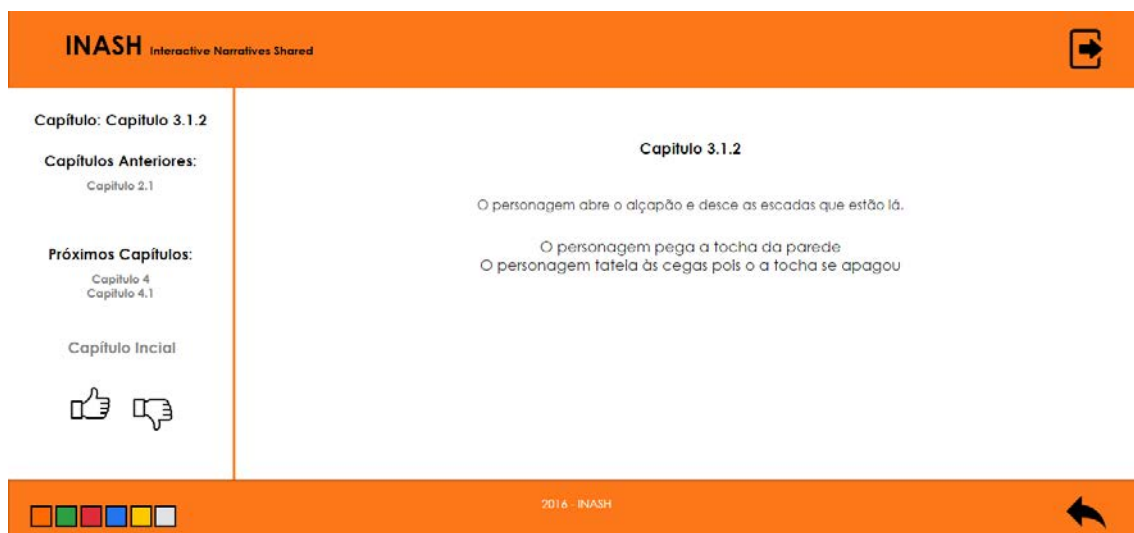 INASH Interactive Narratives Shared
Capítulo: Capitulo 3.1.2
Capítulos Anteriores:
Capitulo 2.1
Próximos Capítulos:
Capitulo 4
Capitulo 4.1
Capítulo Incial
Capitulo 3.1.2
O personagem abre o alçapão e desce as escadas que estão lá.
O personagem pega a tocha da parede
O personagem tateia às cegas pois o a tocha se apagou
2016 - INASH